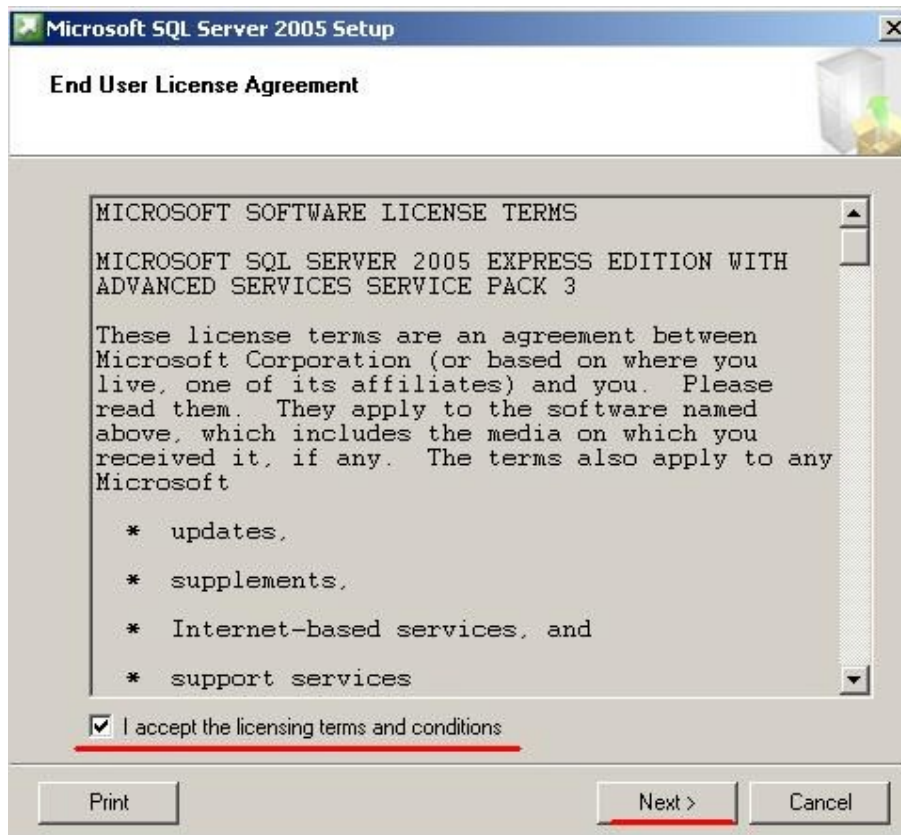 Microsoft SQL Server 2005 Setup
End User License Agreement
MICROSOFT SOFTWARE LICENSE TERMS
MICROSOFT SQL SERVER 2005 EXPRESS EDITION WITH
ADVANCED SERVICES SERVICE PACK 3
These license terms are an agreement between
Microsoft Corporation (or based on where you
live, one of its affiliates) and you.  Please
read them.  They apply to the software named
above, which includes the media on which you
received it, if any.  The terms also apply to any
Microsoft
* updates,
* supplements,
* Internet-based services, and
* support services
I accept the licensing terms and conditions
Print
Next >
Cancel